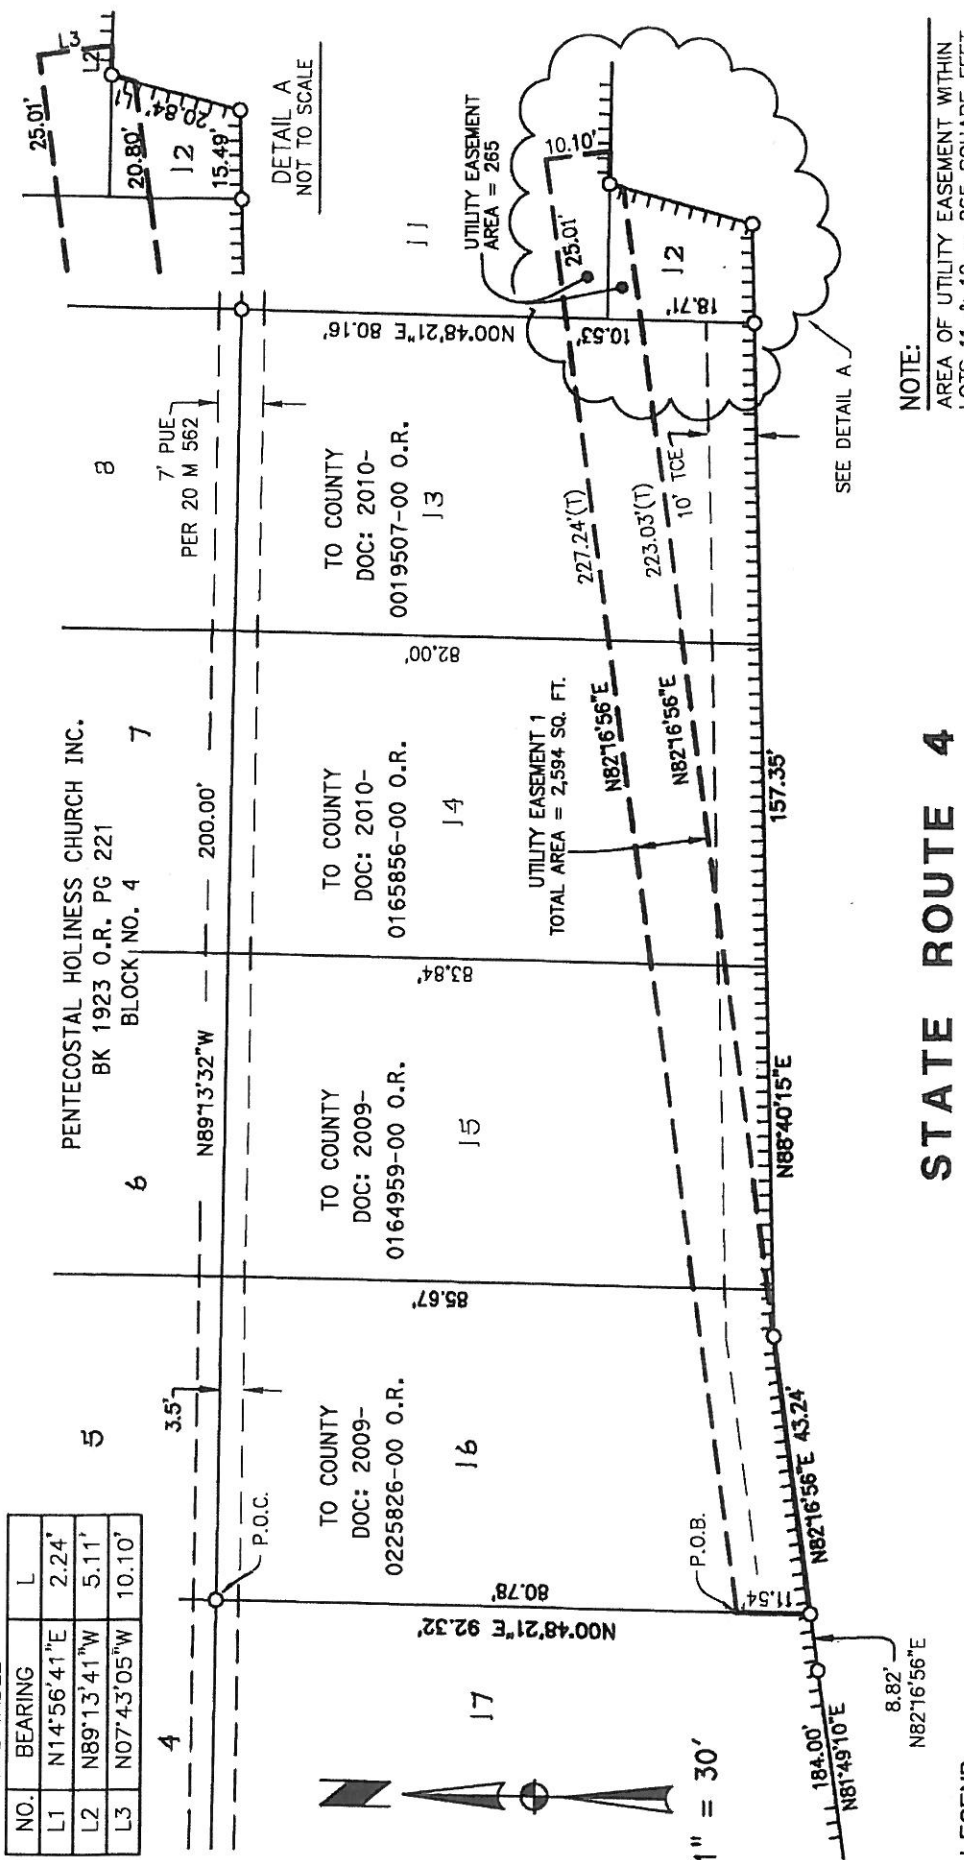 NO. BEARING L
L1 N14°56'41"E 2.24'
L2 N89°13'41"W 5.11'
L3 N07°43'05"W 10.10'
PENTECOSTAL HOLINESS CHURCH INC.
BK 1923 O.R. PG 221
BLOCK NO. 4
4
5
6
7
8
3.5'
N89°13'32"W
200.00'
7' PUE
PER 20 M 562
P.O.C.
25.01'
L3
L2
L1
20.80'
20.84'
12
15.49'
DETAIL A
NOT TO SCALE
11
UTILITY EASEMENT
AREA = 265
17
N00°48'21"E 92.32'
80.78'
TO COUNTY
DOC: 2009-
0225826-00 O.R.
16
85.67'
TO COUNTY
DOC: 2009-
0164959-00 O.R.
15
83.84'
TO COUNTY
DOC: 2010-
0165856-00 O.R.
14
82.00'
TO COUNTY
DOC: 2010-
0019507-00 O.R.
13
N00°48'21"E 80.16'
10.53'
18.71'
25.01'
10.10'
12
UTILITY EASEMENT 1
TOTAL AREA = 2,594 SQ. FT.
N82°16'56"E
227.24'(T)
N82°16'56"E
223.03'(T)
10' TCE
P.O.B.
11.54'
N82°16'56"E 43.24'
N88°40'15"E
157.35'
SEE DETAIL A
1" = 30'
184.00'
N81°49'10"E
8.82'
N82°16'56"E
STATE ROUTE 4
NOTE:
AREA OF UTILITY EASEMENT WITHIN
LEGEND